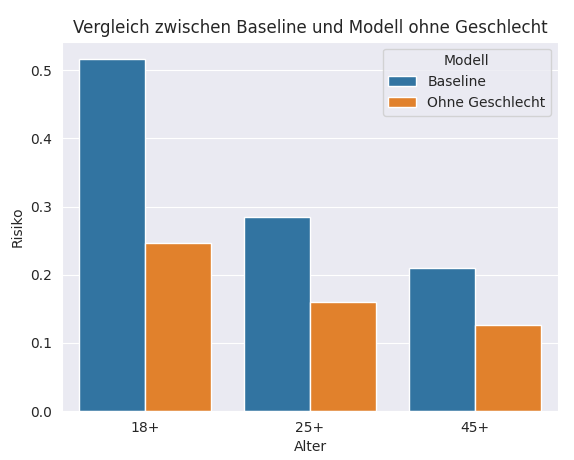 Vergleich zwischen Baseline und Modell ohne Geschlecht
Modell
Baseline
Ohne Geschlecht
0.5
0.4
0.3
0.2
0.1
0.0
Risiko
18+ 25+ 45+
Alter